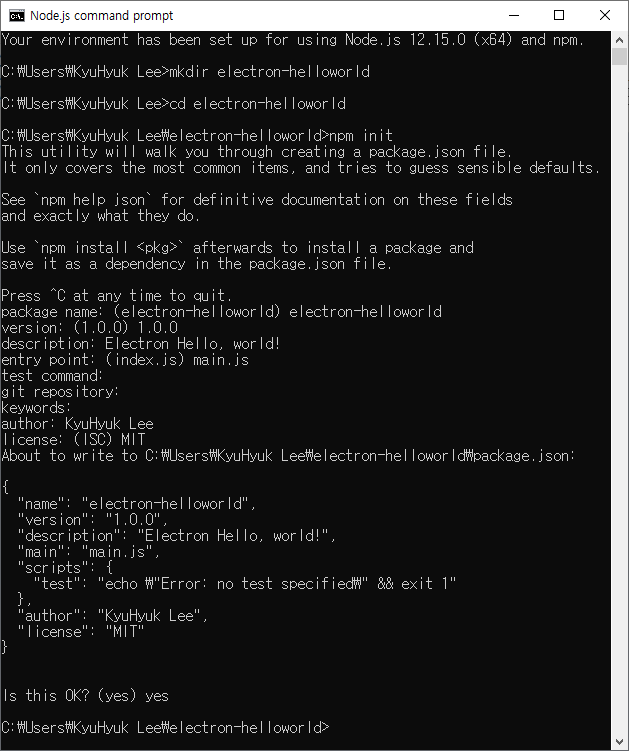 Node.js command prompt
Your environment has been set up for using Node.js 12.15.0 (x64) and npm.
C:₩Users₩KyuHyuk Lee>mkdir electron-helloworld
C:₩Users₩KyuHyuk Lee>cd electron-helloworld
C:₩Users₩KyuHyuk Lee₩electron-helloworld>npm init
This utility will walk you through creating a package.json file.
It only covers the most common items, and tries to guess sensible defaults.
See `npm help json` for definitive documentation on these fields
and exactly what they do.
Use `npm install <pkg>` afterwards to install a package and
save it as a dependency in the package.json file.
Press ^C at any time to quit.
package name: (electron-helloworld) electron-helloworld
version: (1.0.0) 1.0.0
description: Electron Hello, world!
entry point: (index.js) main.js
test command:
git repository:
keywords:
author: KyuHyuk Lee
license: (ISC) MIT
About to write to C:₩Users₩KyuHyuk Lee₩electron-helloworld₩package.json:
{
  "name": "electron-helloworld",
  "version": "1.0.0",
  "description": "Electron Hello, world!",
  "main": "main.js",
  "scripts": {
    "test": "echo ₩"Error: no test specified₩" && exit 1"
  },
  "author": "KyuHyuk Lee",
  "license": "MIT"
}
Is this OK? (yes) yes
C:₩Users₩KyuHyuk Lee₩electron-helloworld>